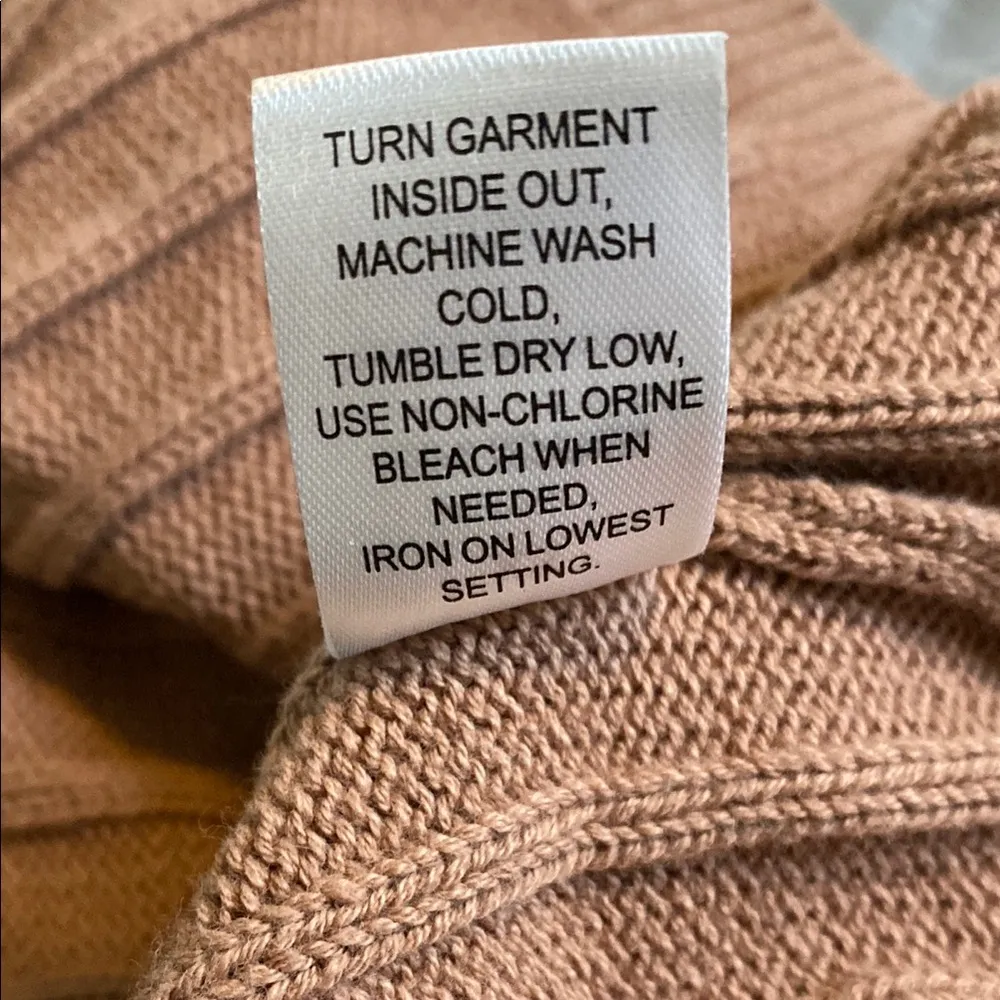 TURN GARMENT
INSIDE OUT,
MACHINE WASH
COLD,
TUMBLE DRY LOW,
USE NON-CHLORINE
BLEACH WHEN
NEEDED,
IRON ON LOWEST
SETTING.